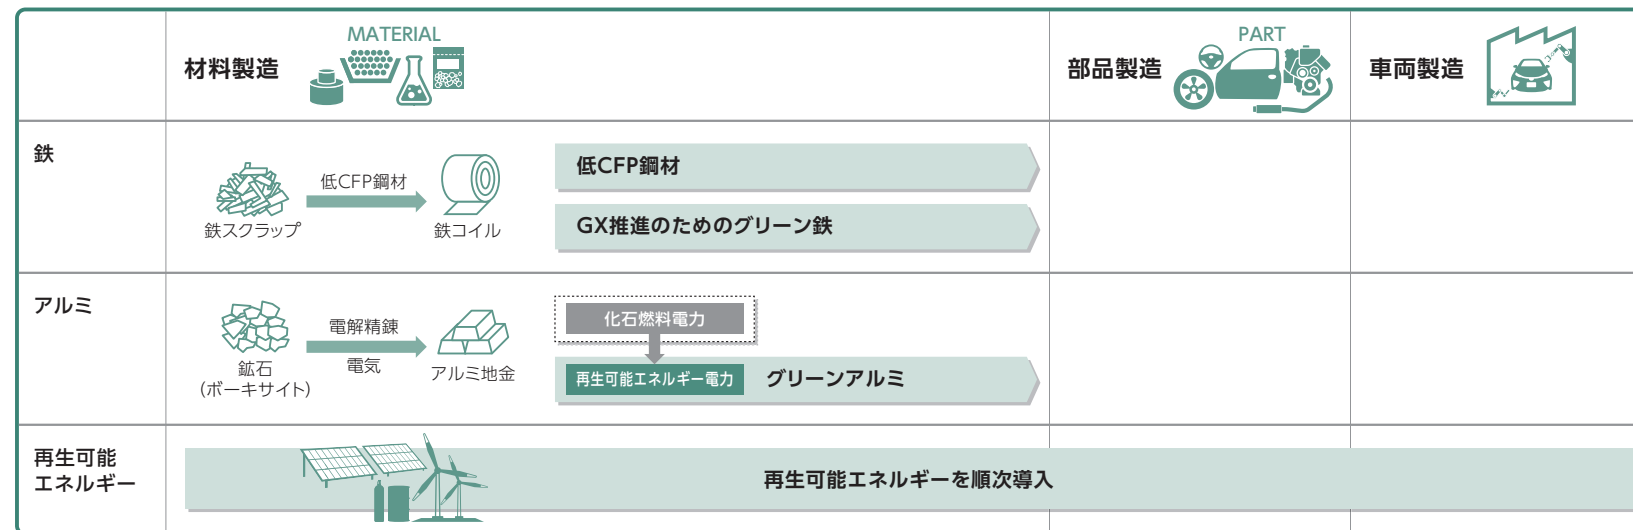 材料製造
MATERIAL
部品製造
PART
車両製造
鉄
鉄スクラップ
低CFP鋼材
鉄コイル
低CFP鋼材
GX推進のためのグリーン鉄
アルミ
鉱石
(ボーキサイト)
電解精錬
電気
アルミ地金
化石燃料電力
再生可能エネルギー電力
グリーンアルミ
再生可能
エネルギー
再生可能エネルギーを順次導入